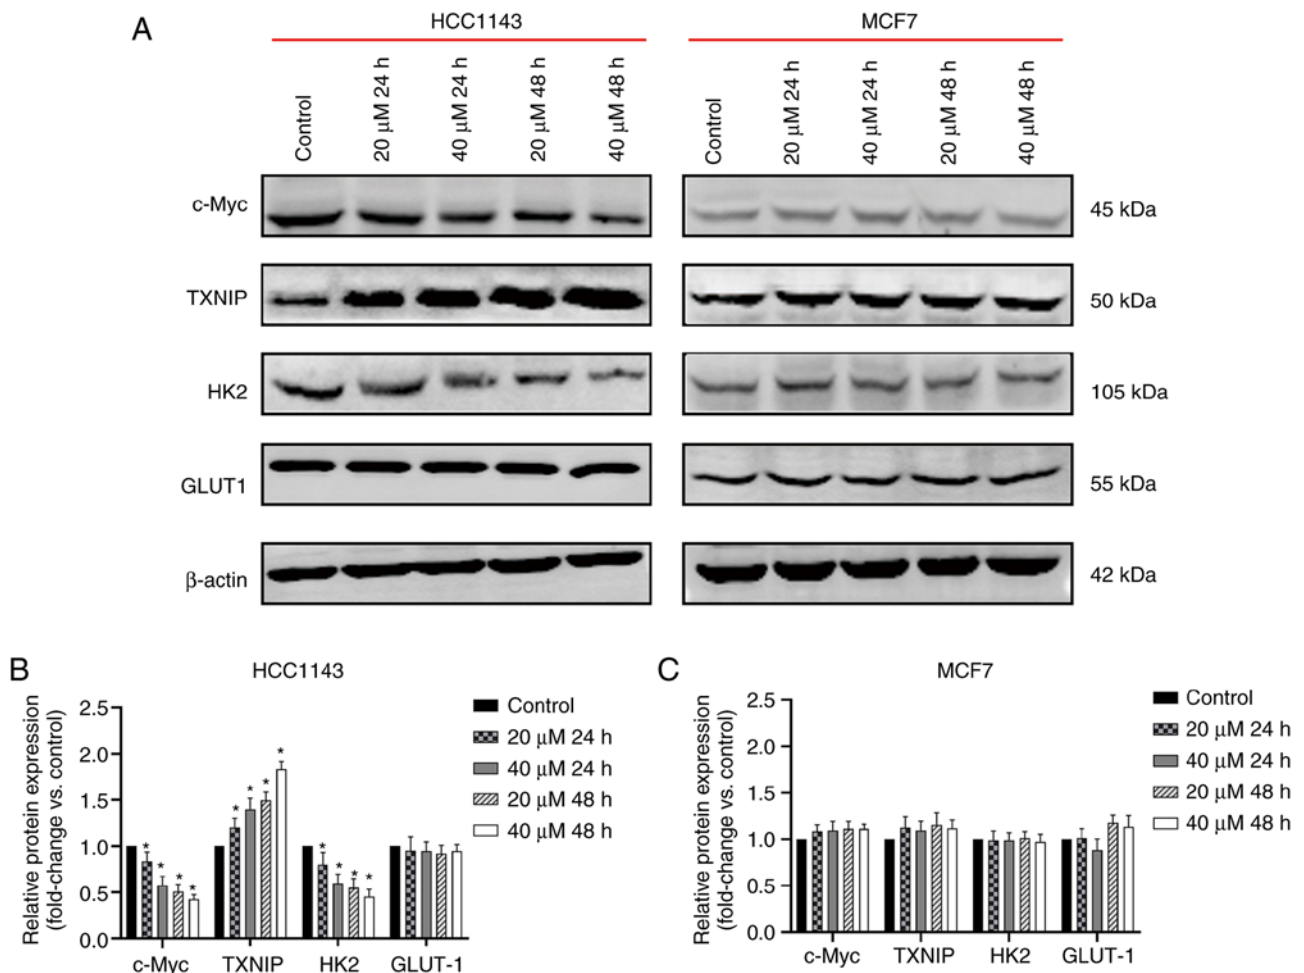 A
HCC1143
MCF7
Control
20 μM 24 h
40 μM 24 h
20 μM 48 h
40 μM 48 h
Control
20 μM 24 h
40 μM 24 h
20 μM 48 h
40 μM 48 h
c-Myc
45 kDa
TXNIP
50 kDa
HK2
105 kDa
GLUT1
55 kDa
β-actin
42 kDa
B
HCC1143
Relative protein expression
(fold-change vs. control)
2.5
2.0
1.5
1.0
0.5
0.0
* * * *
* * * *
* * * *
c-Myc
TXNIP
HK2
GLUT-1
Control
20 μM 24 h
40 μM 24 h
20 μM 48 h
40 μM 48 h
C
MCF7
Relative protein expression
(fold-change vs. control)
2.5
2.0
1.5
1.0
0.5
0.0
c-Myc
TXNIP
HK2
GLUT-1
Control
20 μM 24 h
40 μM 24 h
20 μM 48 h
40 μM 48 h